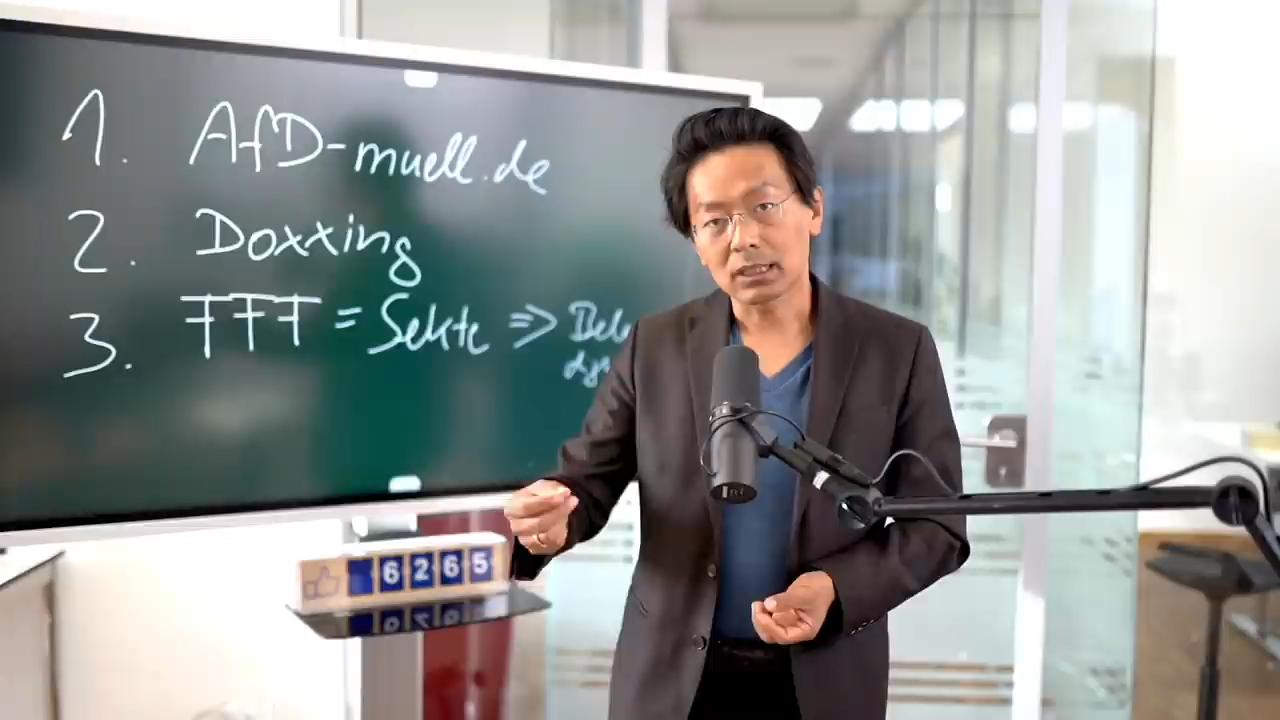 1. AfD-muell.de
2. Doxxing
3. FFF = Sekte =>
6265